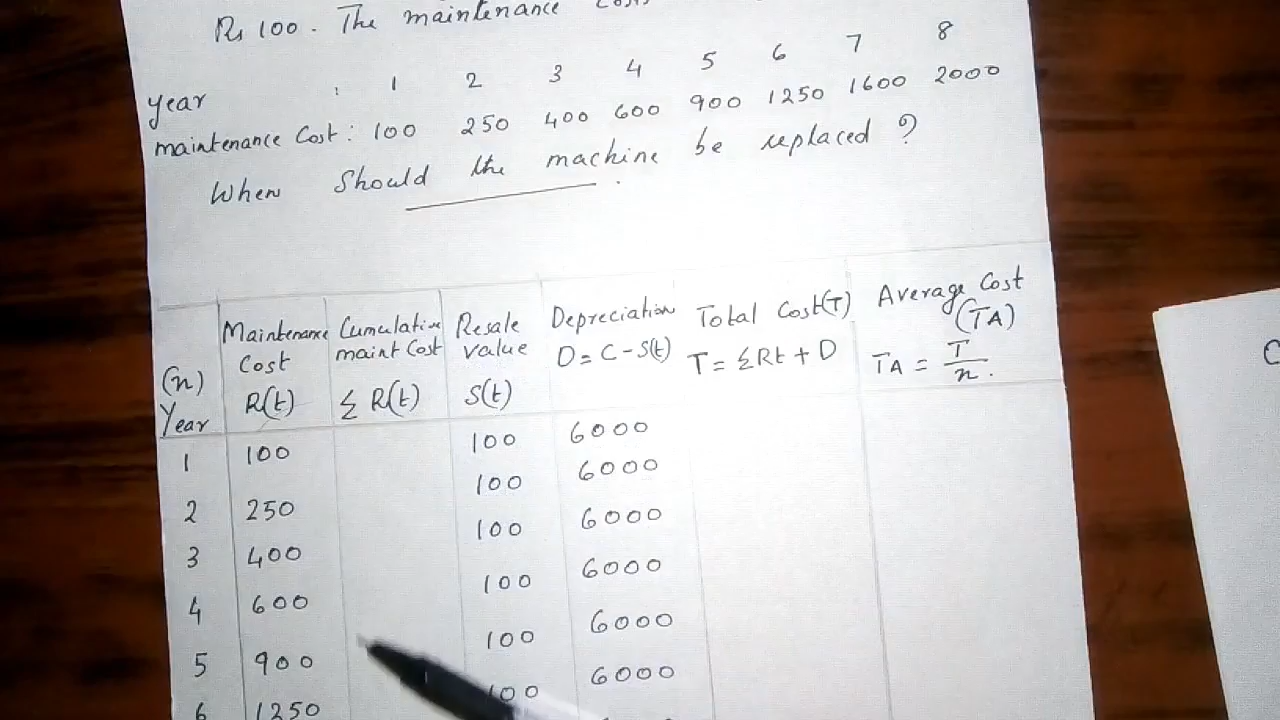 Rs 100. The maintenance Costs
year : 1 2 3 4 5 6 7 8
maintenance Cost: 100 250 400 600 900 1250 1600 2000
When Should the machine be replaced?
(n) Year
Maintenance Cost R(t)
Cumulative maint Cost ∑ R(t)
Resale value S(t)
Depreciation D = C - S(t)
Total Cost(T) T = ∑Rt + D
Average Cost (TA) TA = T/n.
1 100 100 6000
2 250 100 6000
3 400 100 6000
4 600 100 6000
5 900 100 6000
6 1250 100 6000